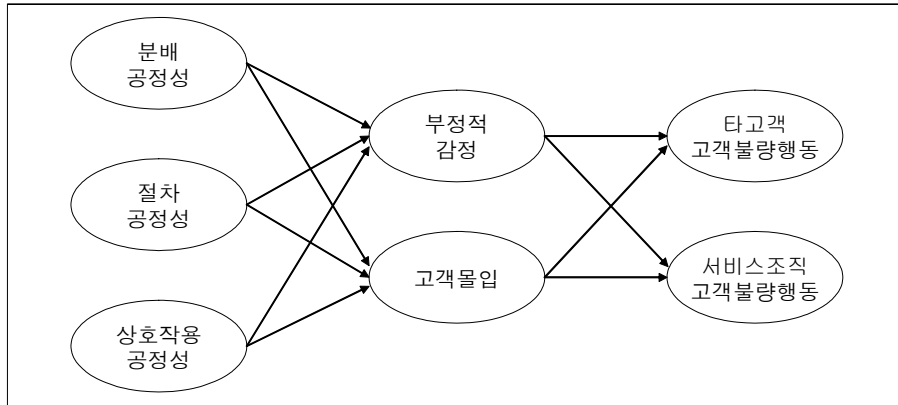 분배
공정성
절차
공정성
상호작용
공정성
부정적
감정
고객몰입
타고객
고객불량행동
서비스조직
고객불량행동